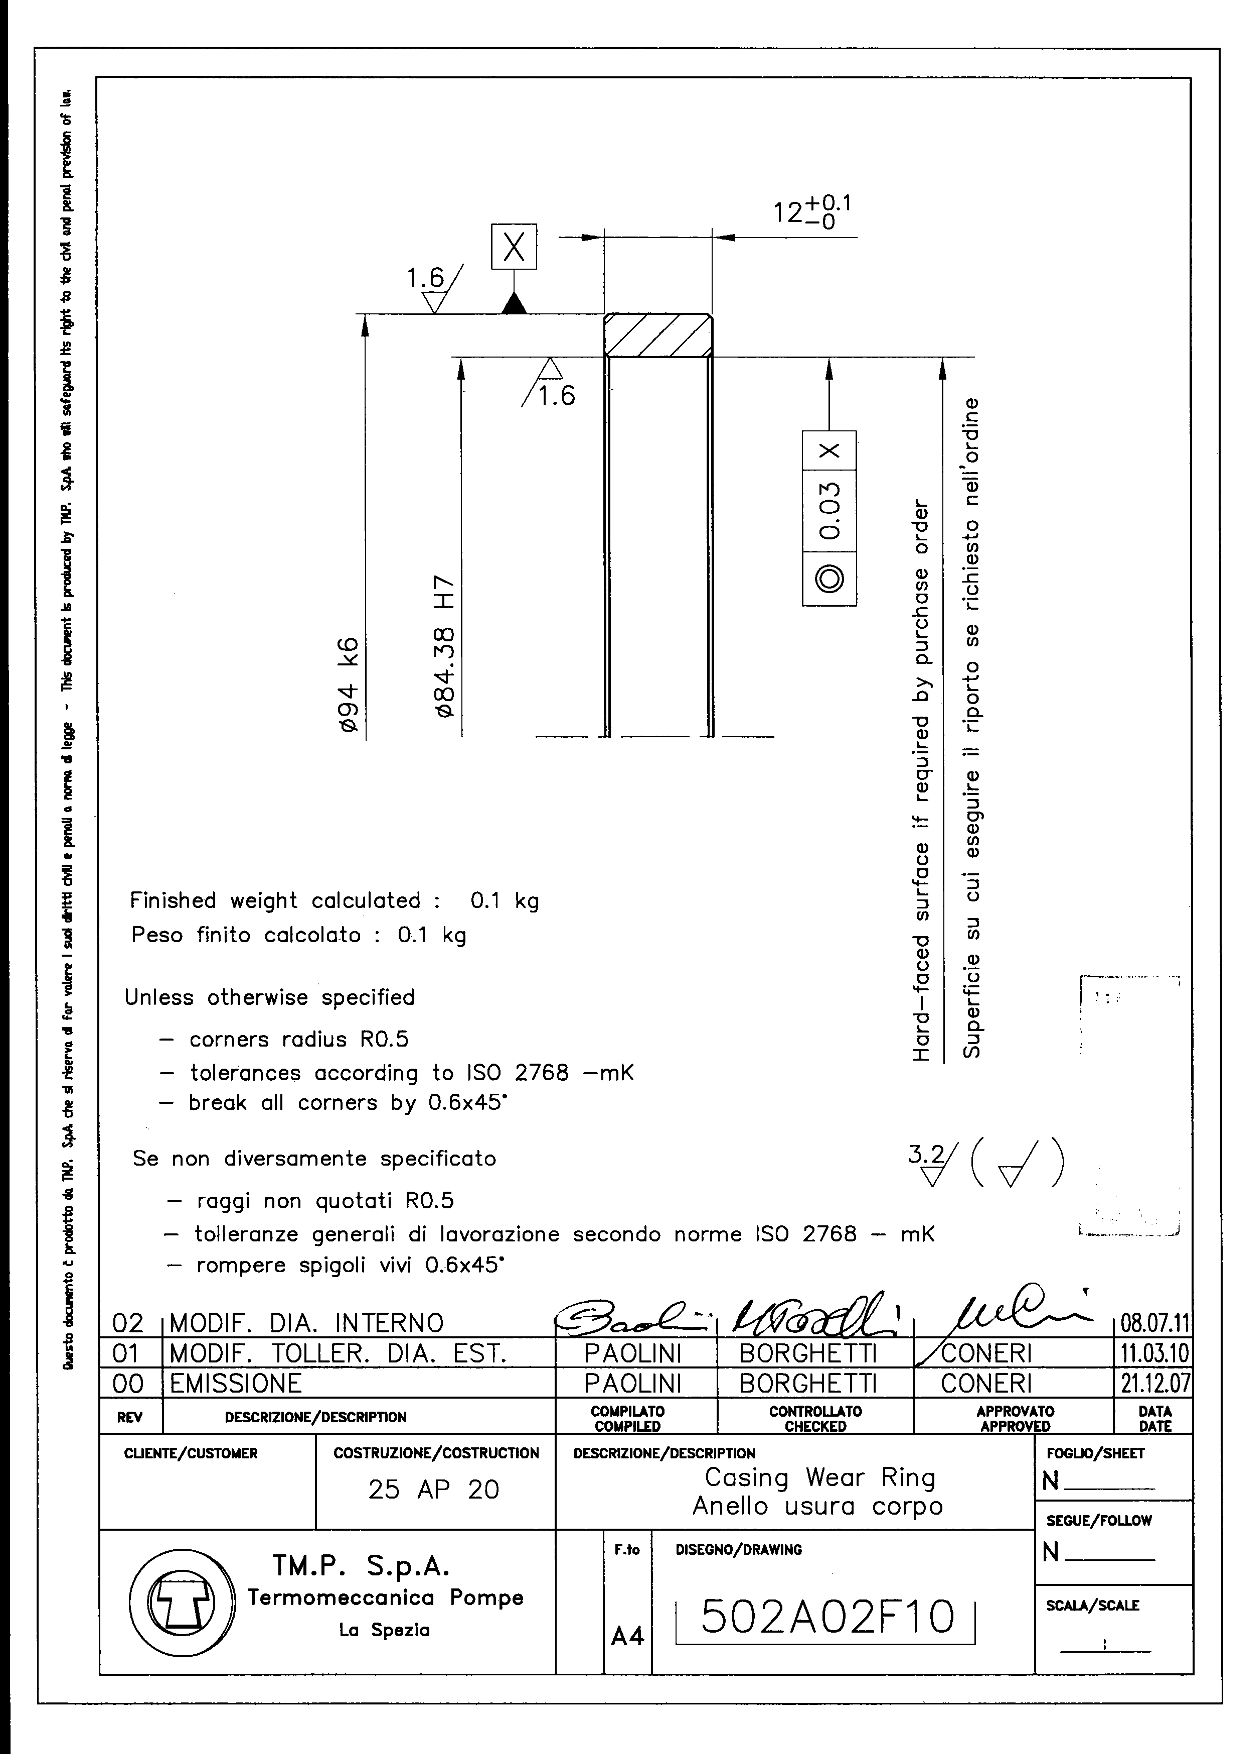 Questo documento è prodotto da TM.P. S.p.A. che si riserva di far valere i suoi diritti civili e penali a norma di legge - This document is produced by TM.P. S.p.A. who will safeguard its right to the civil and penal prevision of law.
12 +0.1 -0
X
1.6
1.6
ø94 k6
ø84.38 H7
◎ 0.03 X
Hard-faced surface if required by purchase order
Superficie su cui eseguire il riporto se richiesto nell'ordine
Finished weight calculated : 0.1 kg
Peso finito calcolato : 0.1 kg
Unless otherwise specified
- corners radius R0.5
- tolerances according to ISO 2768 -mK
- break all corners by 0.6x45°
3.2 ( )
Se non diversamente specificato
- raggi non quotati R0.5
- tolleranze generali di lavorazione secondo norme ISO 2768 - mK
- rompere spigoli vivi 0.6x45°
02 MODIF. DIA. INTERNO 08.07.11
01 MODIF. TOLLER. DIA. EST. PAOLINI BORGHETTI CONERI 11.03.10
00 EMISSIONE PAOLINI BORGHETTI CONERI 21.12.07
REV DESCRIZIONE/DESCRIPTION COMPILATO COMPILED CONTROLLATO CHECKED APPROVATO APPROVED DATA DATE
CLIENTE/CUSTOMER COSTRUZIONE/COSTRUCTION DESCRIZIONE/DESCRIPTION FOGLIO/SHEET
25 AP 20
Casing Wear Ring
Anello usura corpo
N
SEGUE/FOLLOW
N
TM.P. S.p.A.
Termomeccanica Pompe
La Spezia
F.to
A4
DISEGNO/DRAWING
502A02F10
SCALA/SCALE
: